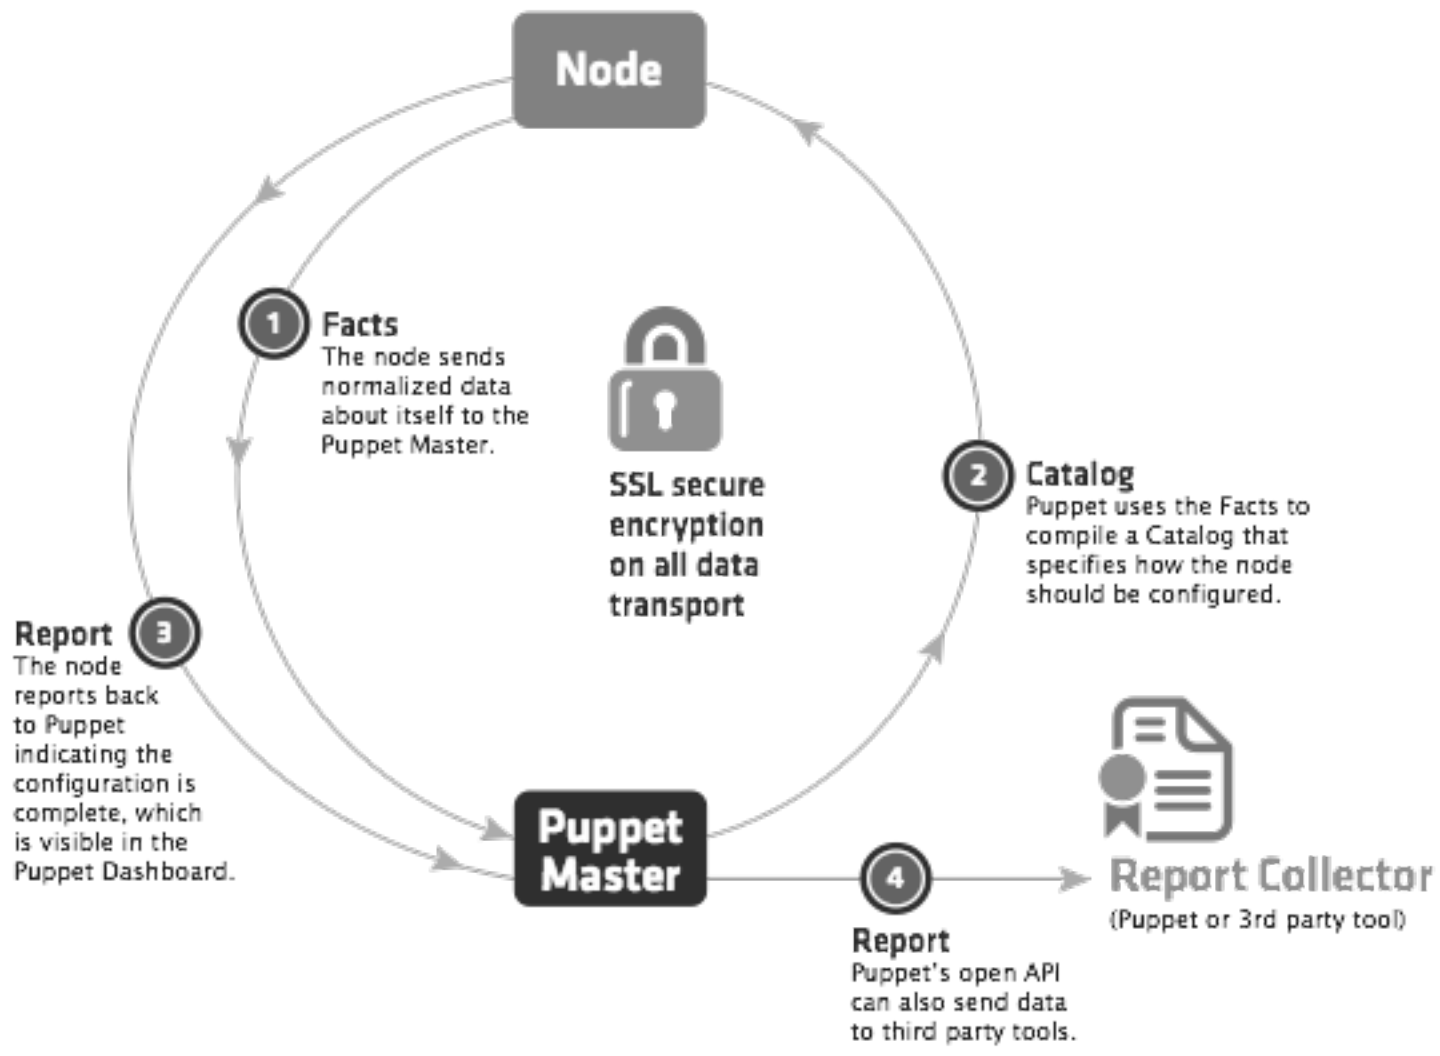 Node
1
Facts
The node sends
normalized data
about itself to the
Puppet Master.
SSL secure
encryption
on all data
transport
2
Catalog
Puppet uses the Facts to
compile a Catalog that
specifies how the node
should be configured.
3
Report
The node
reports back
to Puppet
indicating the
configuration is
complete, which
is visible in the
Puppet Dashboard.
Puppet
Master
4
Report
Puppet's open API
can also send data
to third party tools.
Report Collector
(Puppet or 3rd party tool)